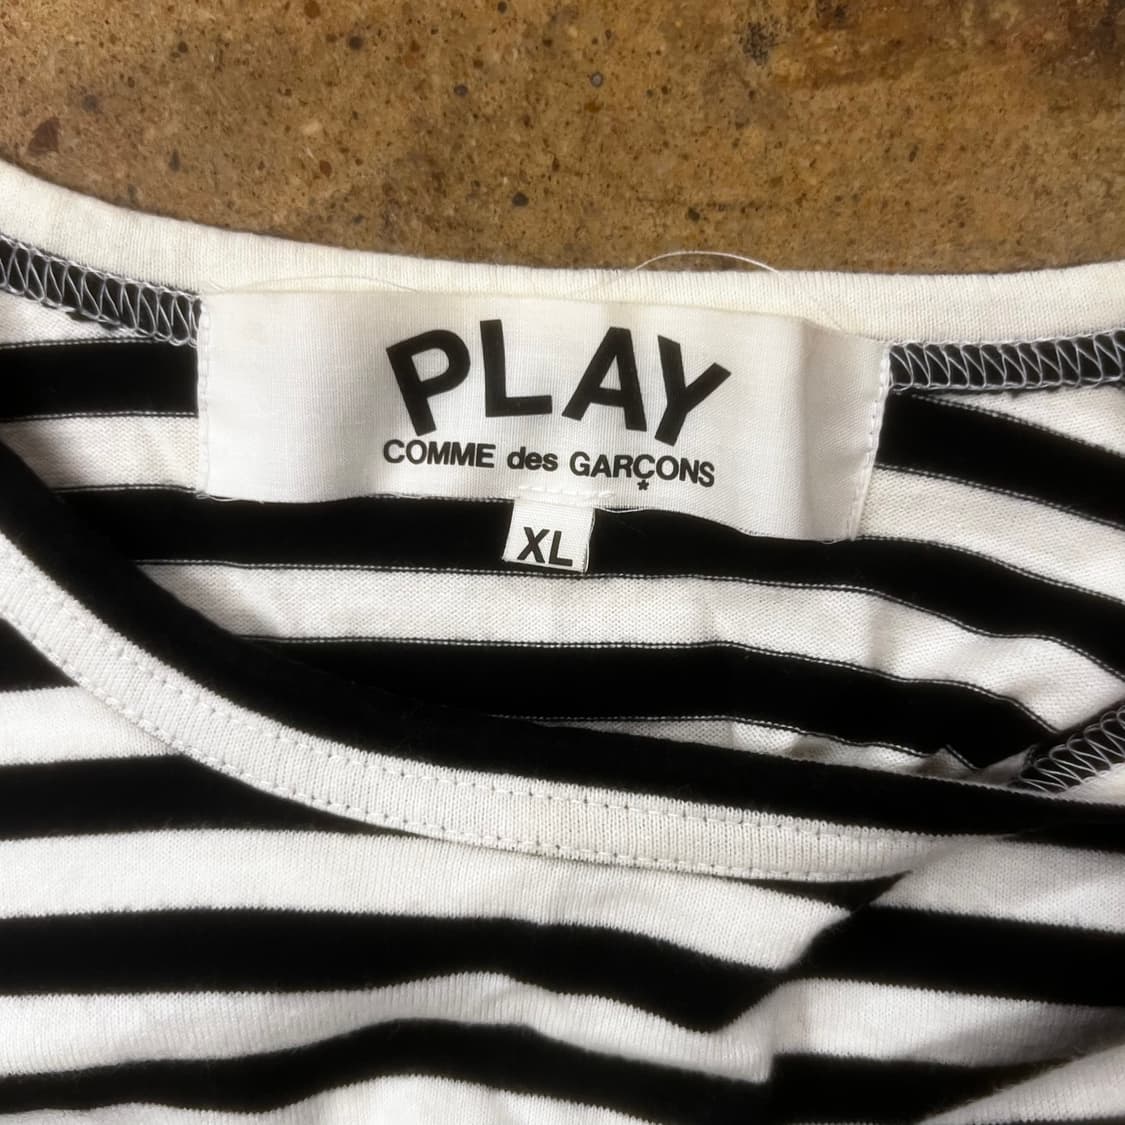 PLAY
COMME des GARÇONS
*
XL